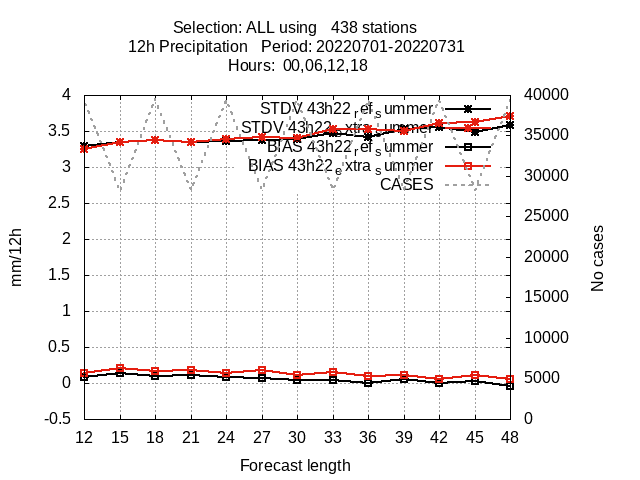 Selection: ALL using 438 stations
12h Precipitation Period: 20220701-20220731
Hours: 00,06,12,18
STDV 43h22_ref_summer
STDV 43h22_extra_summer
BIAS 43h22_ref_summer
BIAS 43h22_extra_summer
CASES
4
3.5
3
2.5
2
1.5
1
0.5
0
-0.5
mm/12h
40000
35000
30000
25000
20000
15000
10000
5000
0
No cases
12 15 18 21 24 27 30 33 36 39 42 45 48
Forecast length